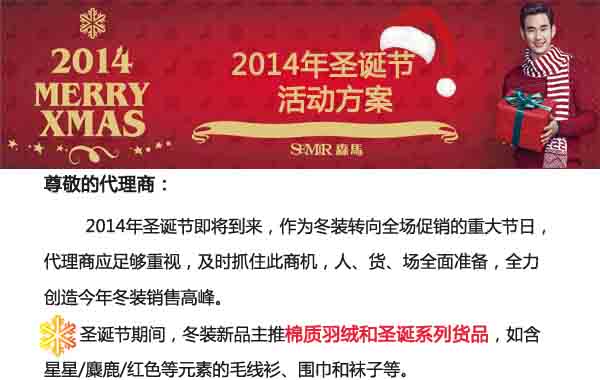 2014
MERRY
XMAS
2014年圣诞节
活动方案
SEMIR 森馬
尊敬的代理商：
2014年圣诞节即将到来，作为冬装转向全场促销的重大节日，
代理商应足够重视，及时抓住此商机，人、货、场全面准备，全力
创造今年冬装销售高峰。
圣诞节期间，冬装新品主推棉质羽绒和圣诞系列货品，如含
星星/麋鹿/红色等元素的毛线衫、围巾和袜子等。